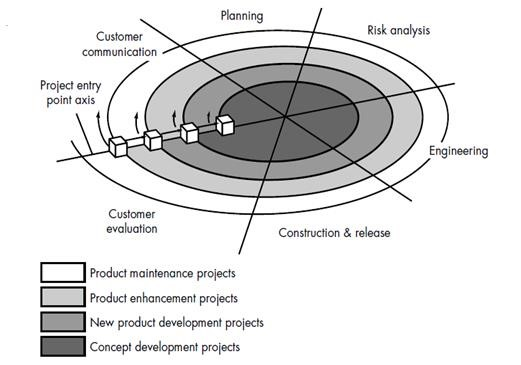 Planning
Risk analysis
Customer
communication
Project entry
point axis
Engineering
Customer
evaluation
Construction & release
Product maintenance projects
Product enhancement projects
New product development projects
Concept development projects